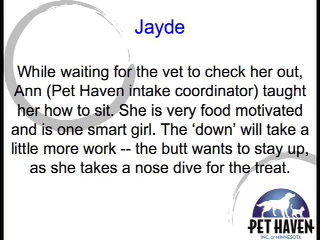 Jayde
While waiting for the vet to check her out,
Ann (Pet Haven intake coordinator) taught
her how to sit. She is very food motivated
and is one smart girl. The ‘down’ will take a
little more work -- the butt wants to stay up,
as she takes a nose dive for the treat.
PET HAVEN
INC. of MINNESOTA